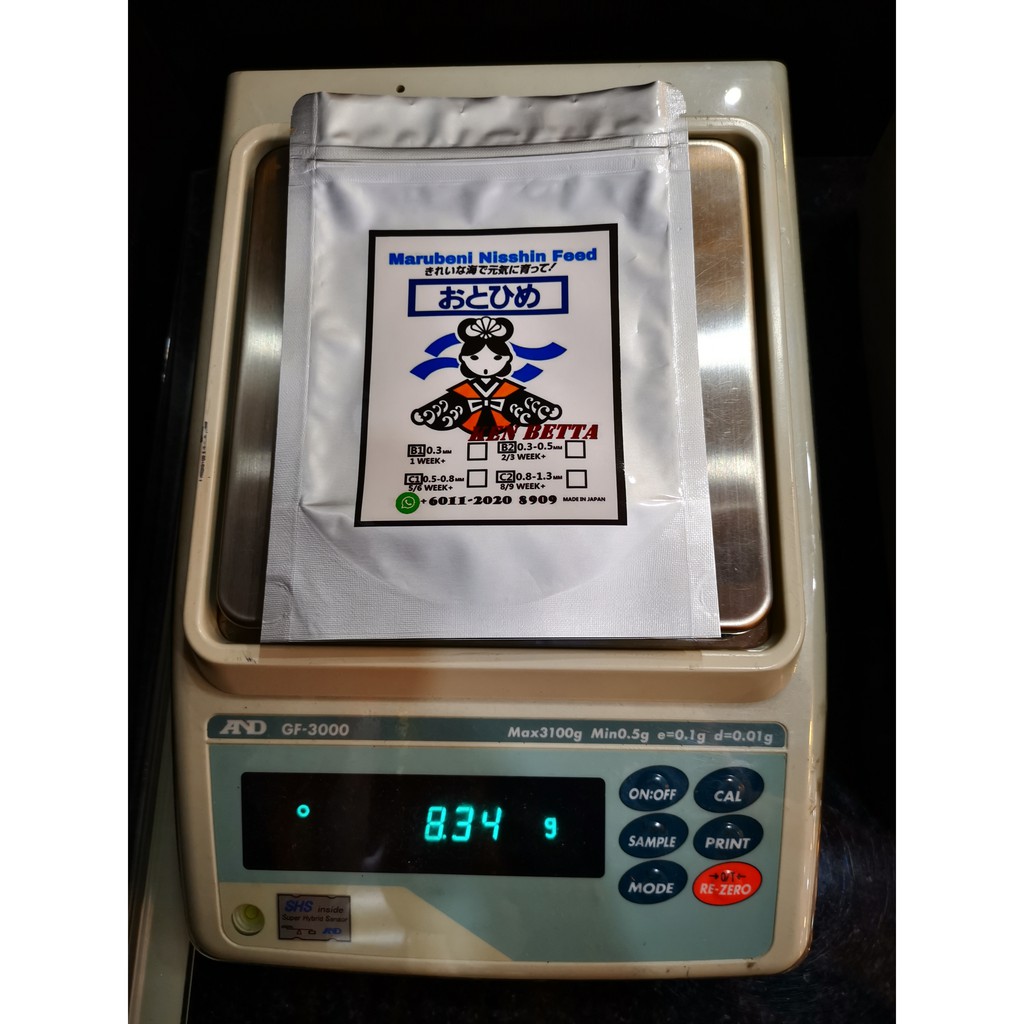 Marubeni Nisshin Feed
きれいな海で元気に育って!
おとひめ
KEN BETTA
B1 0.3MM
1 WEEK+
B2 0.3-0.5MM
2/3 WEEK+
C1 0.5-0.8MM
5/6 WEEK+
C2 0.8-1.3MM
8/9 WEEK+
+6011-2020 8909 MADE IN JAPAN
AND GF-3000 Max3100g Min0.5g e=0.1g d=0.01g
8.34 g
ON:OFF CAL
SAMPLE PRINT
MODE →0/T←
RE-ZERO
SHS inside
Super Hybrid Sensor
AND